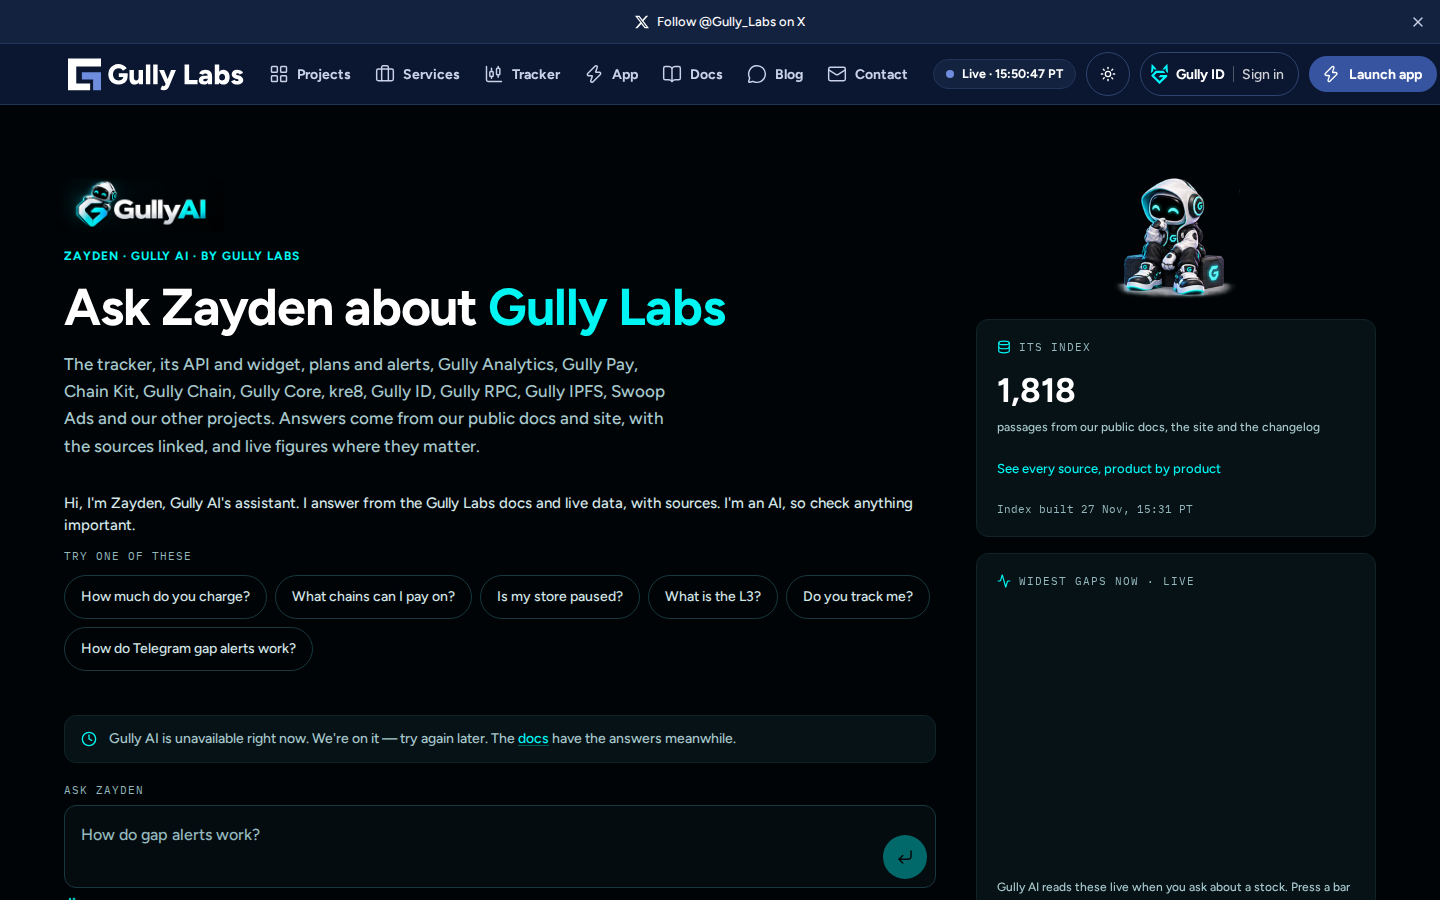 Follow @Gully_Labs on X
Gully Labs
Projects
Services
Tracker
App
Docs
Blog
Contact
Live · 15:50:47 PT
Gully ID
Sign in
Launch app
GullyAI
ZAYDEN · GULLY AI · BY GULLY LABS
Ask Zayden about Gully Labs
The tracker, its API and widget, plans and alerts, Gully Analytics, Gully Pay,
Chain Kit, Gully Chain, Gully Core, kre8, Gully ID, Gully RPC, Gully IPFS, Swoop
Ads and our other projects. Answers come from our public docs and site, with
the sources linked, and live figures where they matter.
Hi, I'm Zayden, Gully AI's assistant. I answer from the Gully Labs docs and live data, with sources. I'm an AI, so check anything
important.
TRY ONE OF THESE
How much do you charge?
What chains can I pay on?
Is my store paused?
What is the L3?
Do you track me?
How do Telegram gap alerts work?
Gully AI is unavailable right now. We're on it — try again later. The docs have the answers meanwhile.
ASK ZAYDEN
How do gap alerts work?
ITS INDEX
1,818
passages from our public docs, the site and the changelog
See every source, product by product
Index built 27 Nov, 15:31 PT
WIDEST GAPS NOW · LIVE
Gully AI reads these live when you ask about a stock. Press a bar